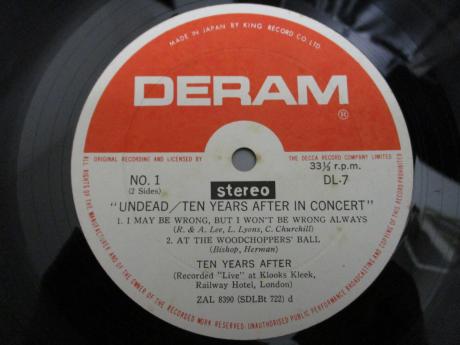 MADE IN JAPAN BY KING RECORD CO. LTD.
DERAM
®
ORIGINAL RECORDING AND LICENSED BY THE DECCA RECORD COMPANY LIMITED
NO. 1
(2 Sides)
stereo
33⅓ r.p.m.
DL-7
"UNDEAD/TEN YEARS AFTER IN CONCERT"
1. I MAY BE WRONG, BUT I WON'T BE WRONG ALWAYS
(R. & A. Lee, L. Lyons, C. Churchill)
2. AT THE WOODCHOPPERS' BALL
(Bishop, Herman)
TEN YEARS AFTER
(Recorded "Live" at Klooks Kleek,
Railway Hotel, London)
ZAL 8390 (SDLBt 722) d
ALL RIGHTS OF THE MANUFACTURER AND OF THE OWNER OF THE RECORDED WORK RESERVED. UNAUTHORISED PUBLIC PERFORMANCE BROADCASTING AND COPYING OF THIS RECORD PROHIBITED